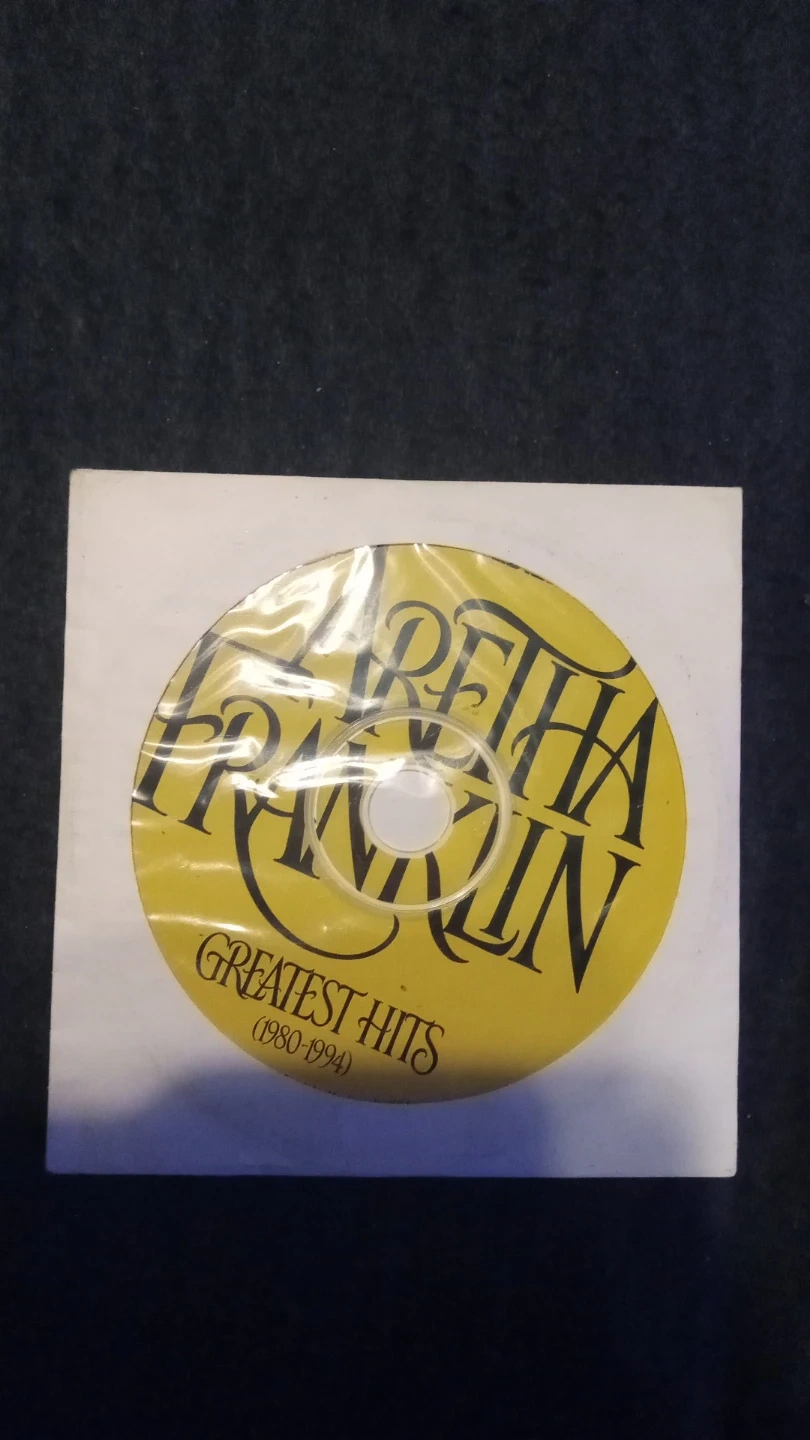 ARETHA
FRANKLIN
GREATEST HITS
(1980-1994)